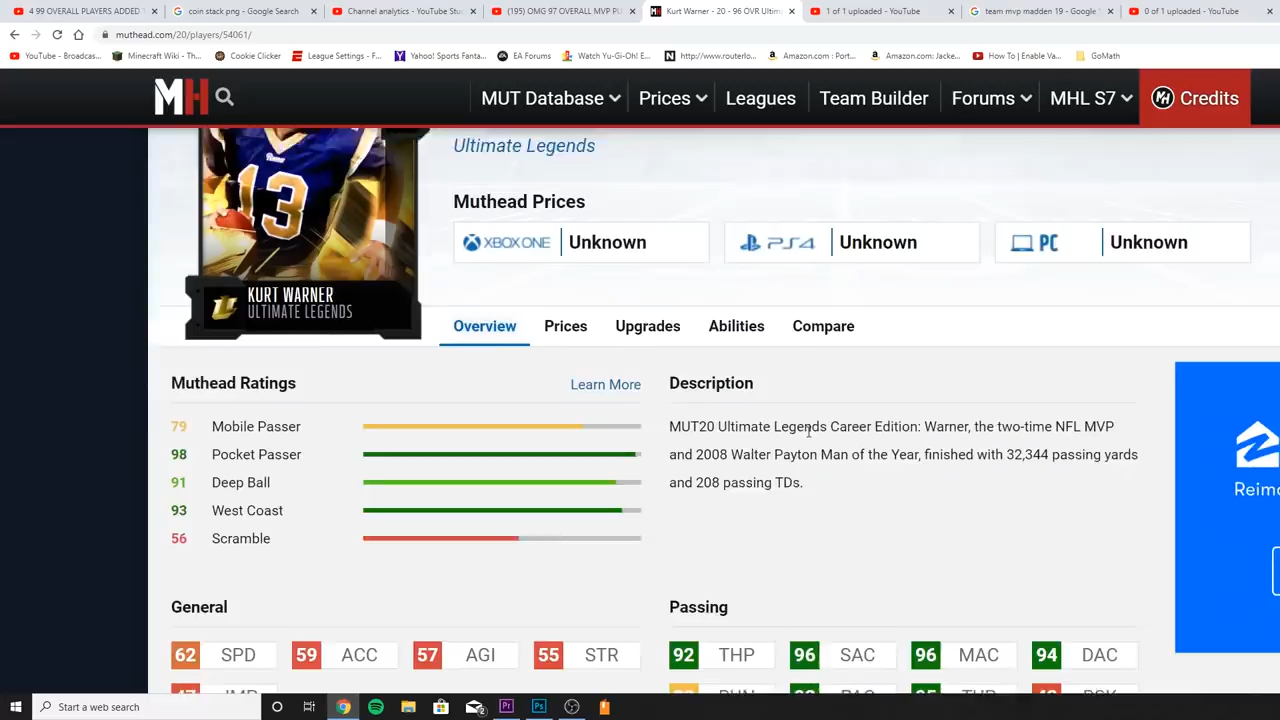 4 99 OVERALL PLAYERS ADDED T
coin stack png - Google Search
Channel analytics - YouTube Stu
(195) OMG 97 OVERALL MVP PU
Kurt Warner - 20 - 96 OVR Ultim
1 of 1 uploaded - YouTube
team mvp madden 19 - Google
0 of 1 uploaded - YouTube
muthead.com/20/players/54061/
YouTube - Broadcas...
Minecraft Wiki - Th...
Cookie Clicker
League Settings - F...
Yahoo! Sports Fanta...
EA Forums
Watch Yu-Gi-Oh! E...
http://www.routerlo...
Amazon.com : Port...
Amazon.com: Jacke...
How To | Enable Va...
GoMath
MH
MUT Database
Prices
Leagues
Team Builder
Forums
MHL S7
Credits
13
KURT WARNER
ULTIMATE LEGENDS
Ultimate Legends
Muthead Prices
XBOX ONE Unknown
PS4 Unknown
PC Unknown
Overview
Prices
Upgrades
Abilities
Compare
Muthead Ratings
Learn More
79 Mobile Passer
98 Pocket Passer
91 Deep Ball
93 West Coast
56 Scramble
Description
MUT20 Ultimate Legends Career Edition: Warner, the two-time NFL MVP
and 2008 Walter Payton Man of the Year, finished with 32,344 passing yards
and 208 passing TDs.
Reim
General
62 SPD
59 ACC
57 AGI
55 STR
Passing
92 THP
96 SAC
96 MAC
94 DAC
Start a web search